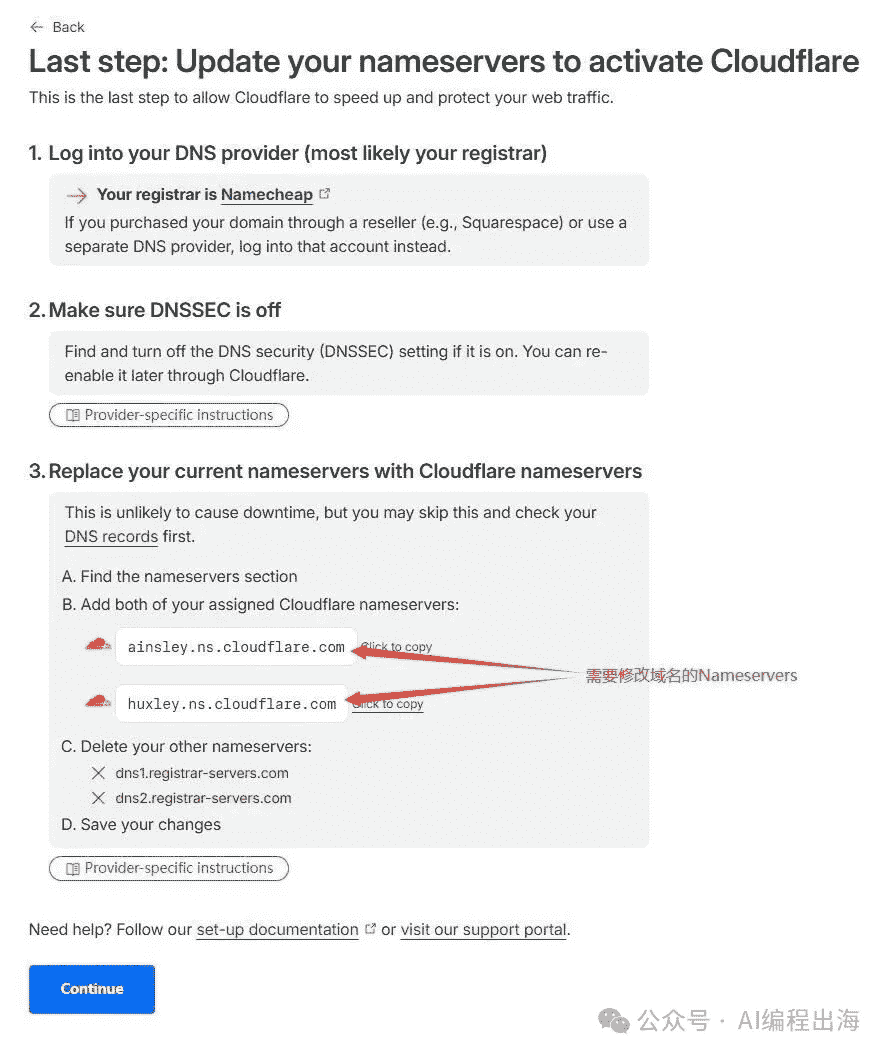 ← Back
Last step: Update your nameservers to activate Cloudflare
This is the last step to allow Cloudflare to speed up and protect your web traffic.
1. Log into your DNS provider (most likely your registrar)
Your registrar is Namecheap
If you purchased your domain through a reseller (e.g., Squarespace) or use a
separate DNS provider, log into that account instead.
2. Make sure DNSSEC is off
Find and turn off the DNS security (DNSSEC) setting if it is on. You can re-
enable it later through Cloudflare.
Provider-specific instructions
3. Replace your current nameservers with Cloudflare nameservers
This is unlikely to cause downtime, but you may skip this and check your
DNS records first.
A. Find the nameservers section
B. Add both of your assigned Cloudflare nameservers:
ainsley.ns.cloudflare.com Click to copy
需要修改域名的Nameservers
huxley.ns.cloudflare.com Click to copy
C. Delete your other nameservers:
dns1.registrar-servers.com
dns2.registrar-servers.com
D. Save your changes
Provider-specific instructions
Need help? Follow our set-up documentation or visit our support portal.
Continue
公众号 · AI编程出海